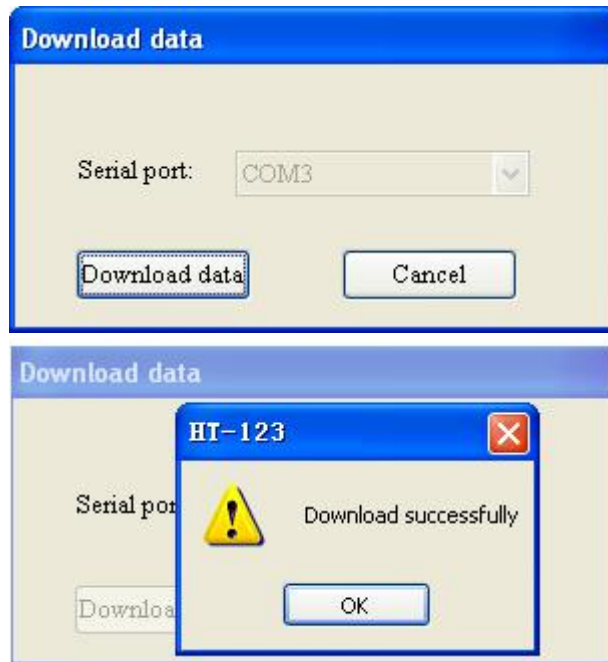 Download data
Serial port: COM3
Download data Cancel
Download data
HT-123
Serial por
Download successfully
Downloa
OK